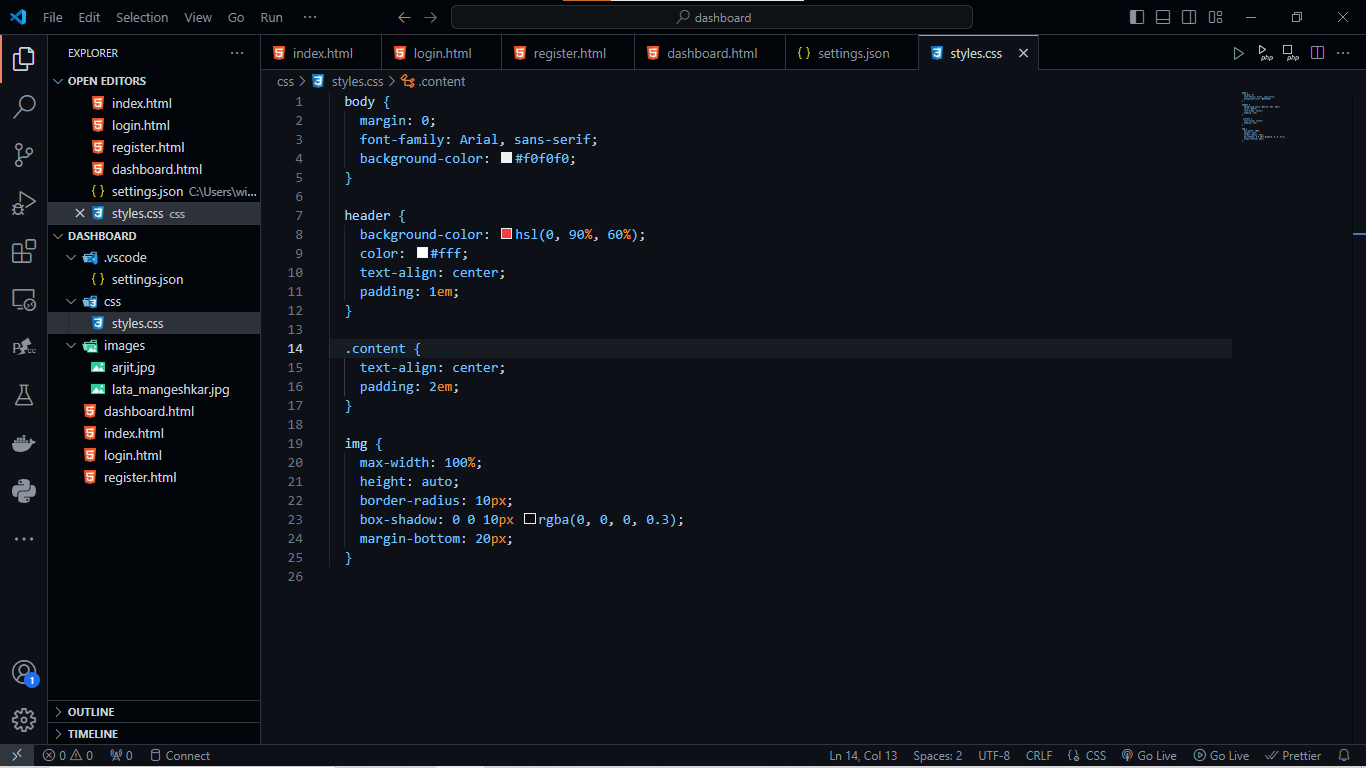 File Edit Selection View Go Run ··· dashboard
EXPLORER ···
index.html login.html register.html dashboard.html {} settings.json styles.css
php php ···
OPEN EDITORS
index.html
login.html
register.html
dashboard.html
{} settings.json C:\Users\wi...
styles.css css
DASHBOARD
.vscode
{} settings.json
css
styles.css
images
arjit.jpg
lata_mangeshkar.jpg
dashboard.html
index.html
login.html
register.html
OUTLINE
TIMELINE
CC
1
css > styles.css > .content
1 body {
2 margin: 0;
3 font-family: Arial, sans-serif;
4 background-color: #f0f0f0;
5 }
6
7 header {
8 background-color: hsl(0, 90%, 60%);
9 color: #fff;
10 text-align: center;
11 padding: 1em;
12 }
13
14 .content {
15 text-align: center;
16 padding: 2em;
17 }
18
19 img {
20 max-width: 100%;
21 height: auto;
22 border-radius: 10px;
23 box-shadow: 0 0 10px rgba(0, 0, 0, 0.3);
24 margin-bottom: 20px;
25 }
26
0 0 0 Connect Ln 14, Col 13 Spaces: 2 UTF-8 CRLF {} CSS Go Live Go Live Prettier